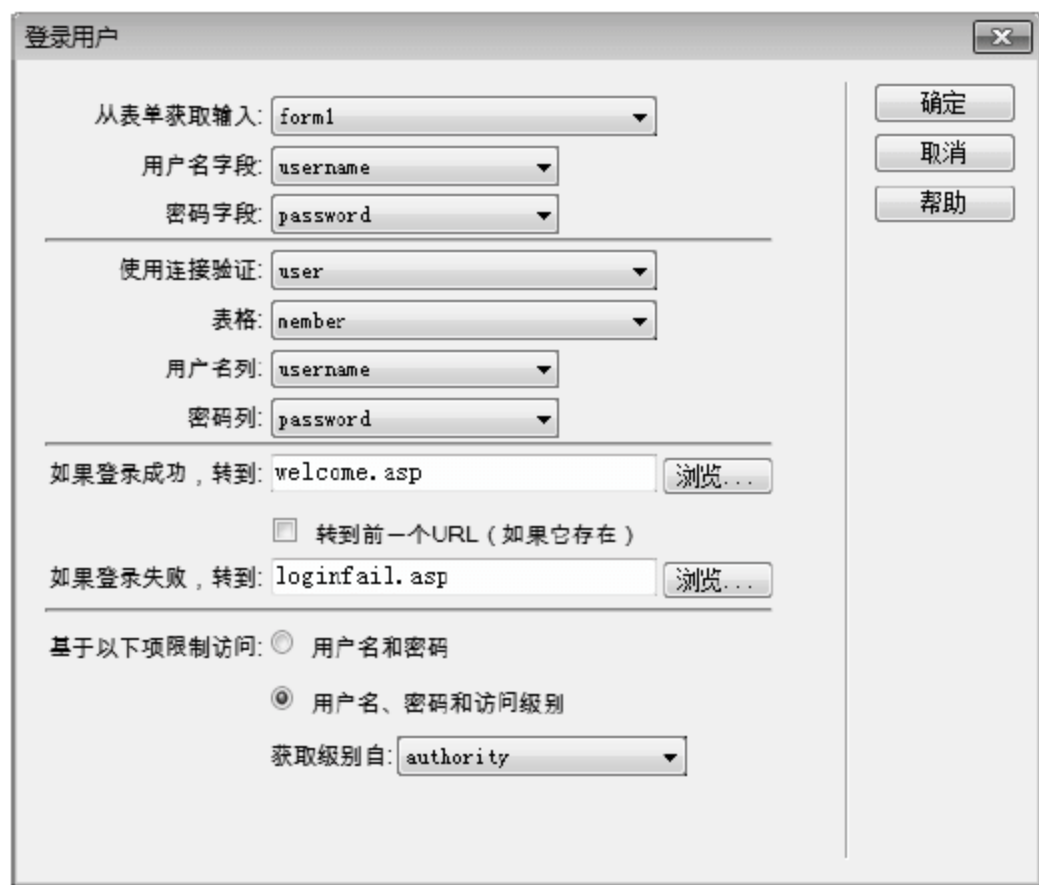 登录用户
从表单获取输入: form1
用户名字段: username
密码字段: password
使用连接验证: user
表格: nember
用户名列: username
密码列: password
如果登录成功，转到: welcome.asp 浏览...
转到前一个URL（如果它存在）
如果登录失败，转到: loginfail.asp 浏览...
基于以下项限制访问: 用户名和密码
用户名、密码和访问级别
获取级别自: authority
确定
取消
帮助